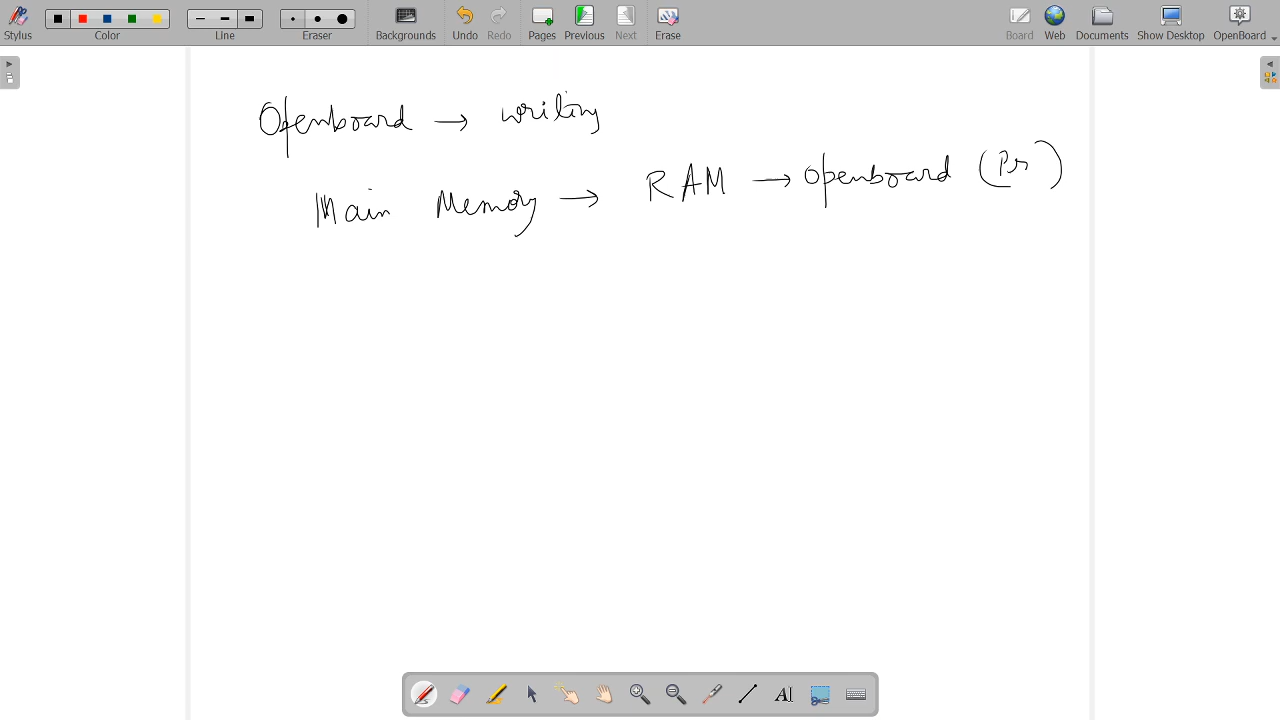 Stylus Color Line Eraser Backgrounds Undo Redo Pages Previous Next Erase Board Web Documents Show Desktop OpenBoard
Openboard → writing
Main Memory → RAM → Openboard (Pr)